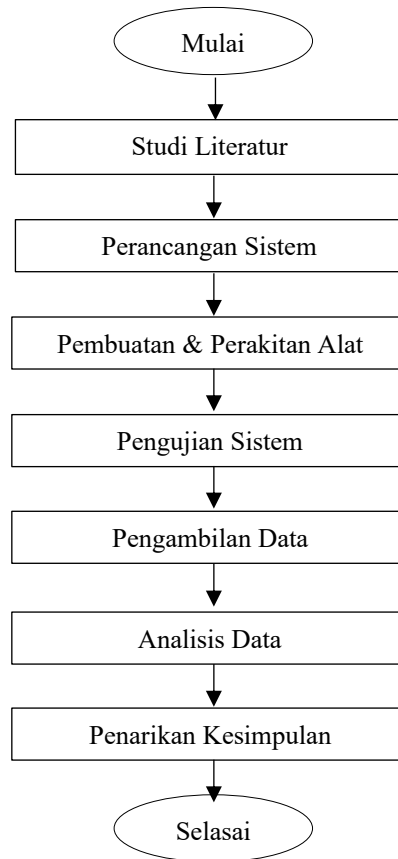 Mulai
Studi Literatur
Perancangan Sistem
Pembuatan & Perakitan Alat
Pengujian Sistem
Pengambilan Data
Analisis Data
Penarikan Kesimpulan
Selasai